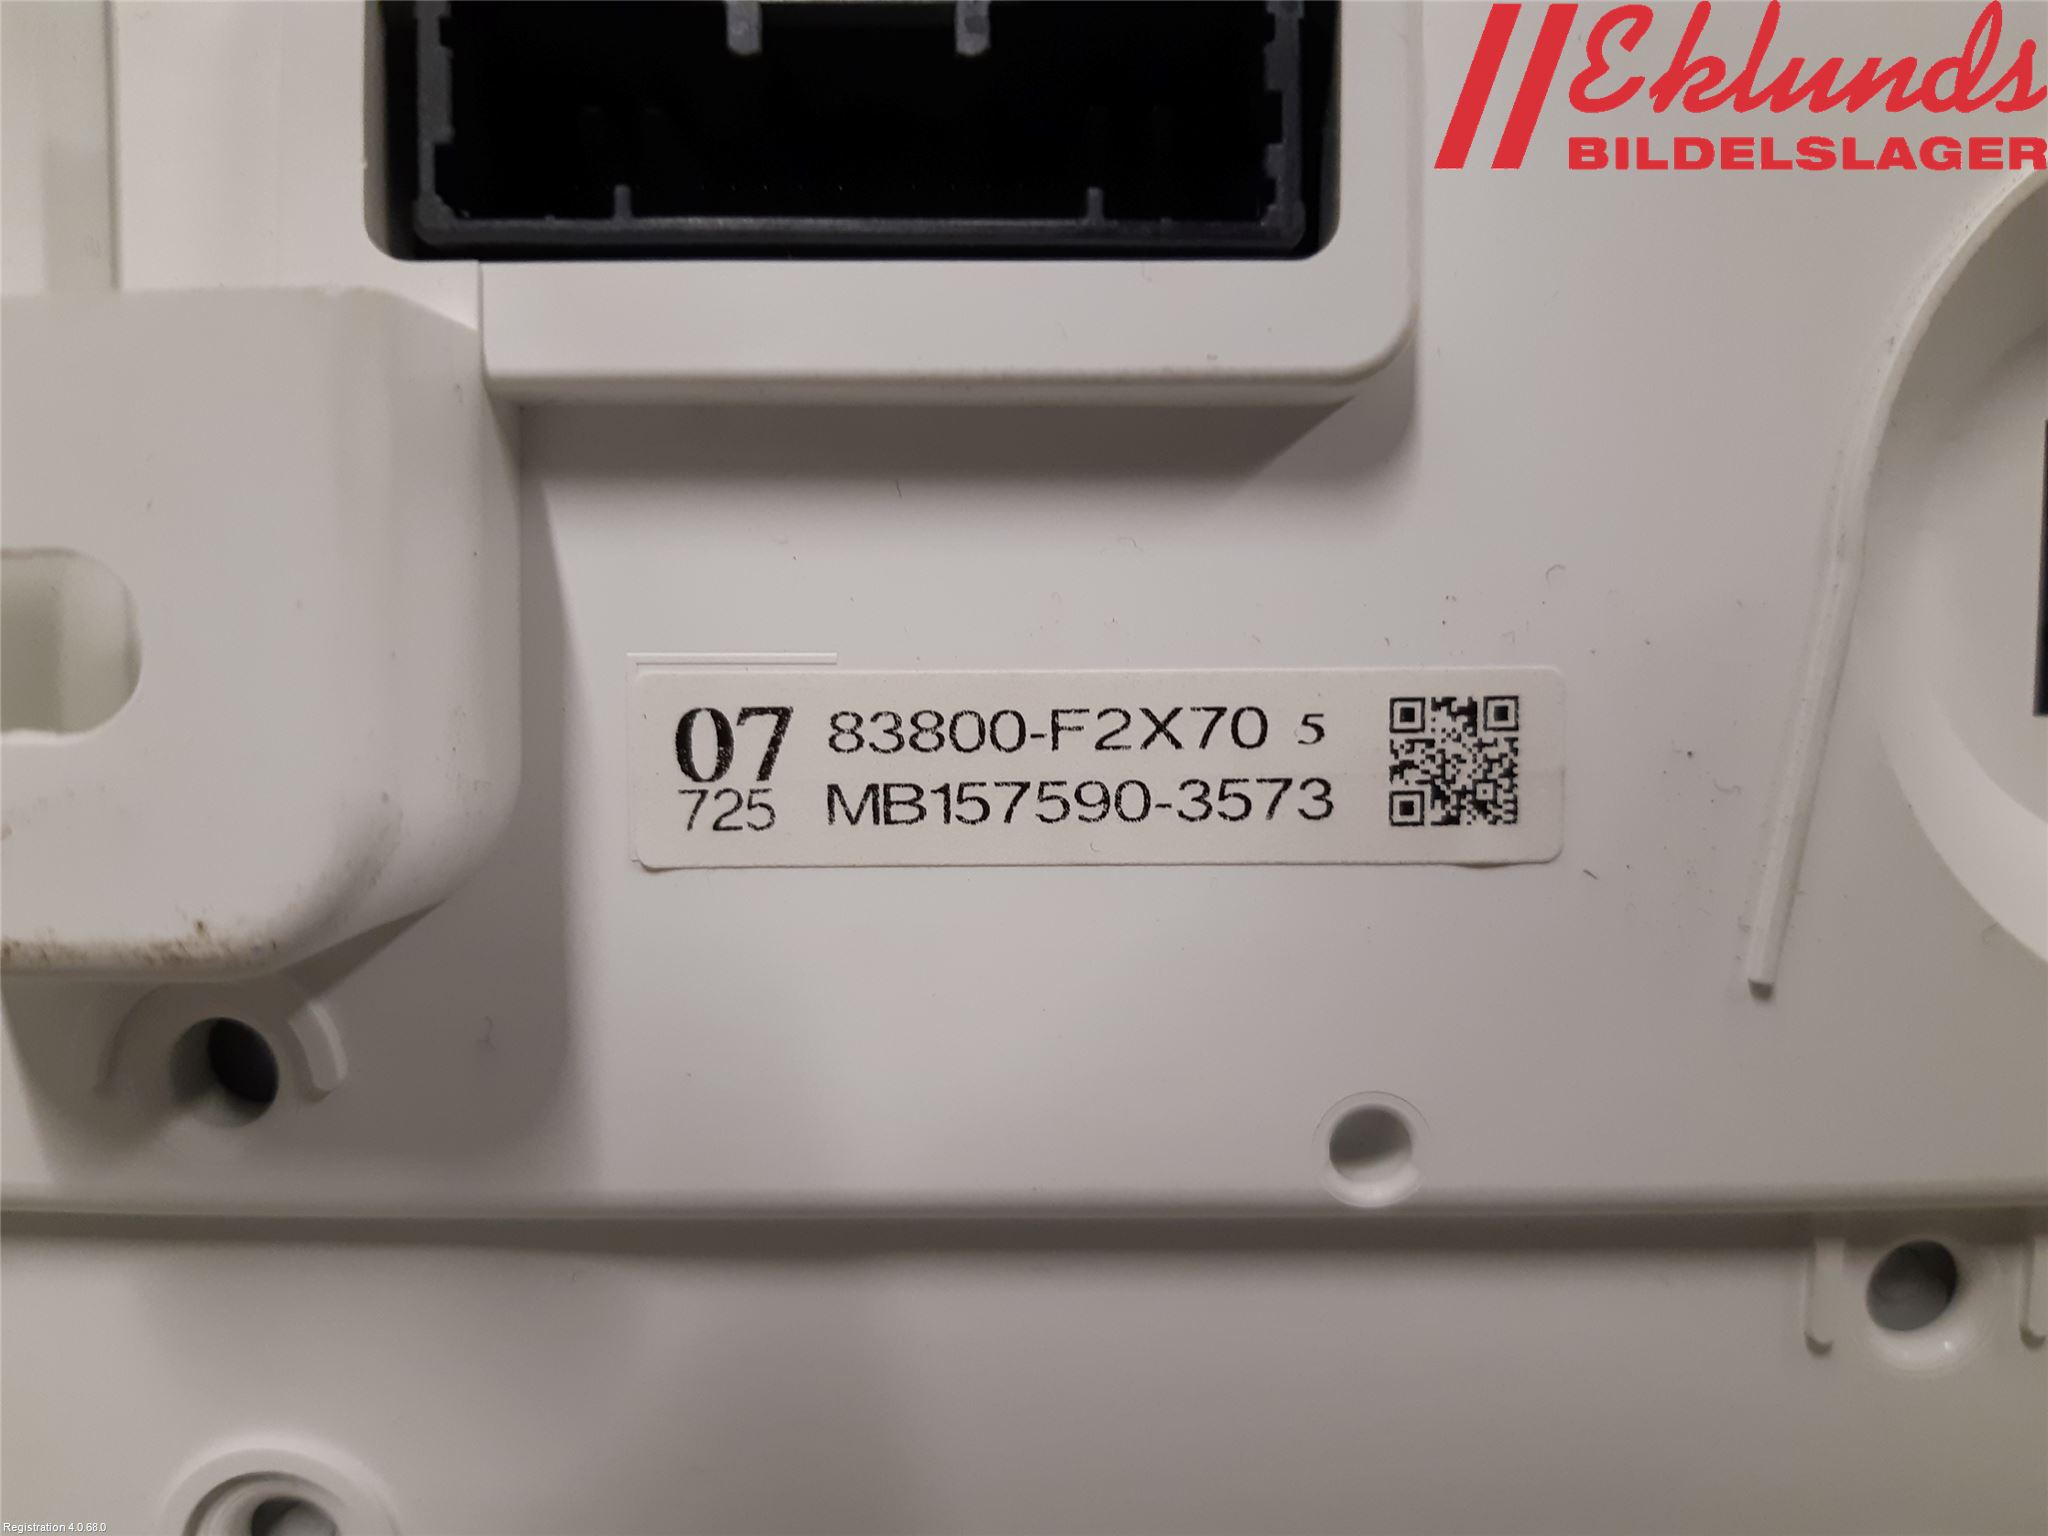 Eklunds
BILDELSLAGER
07 83800-F2X70 5
725 MB157590-3573
Registration 4.0.68.0